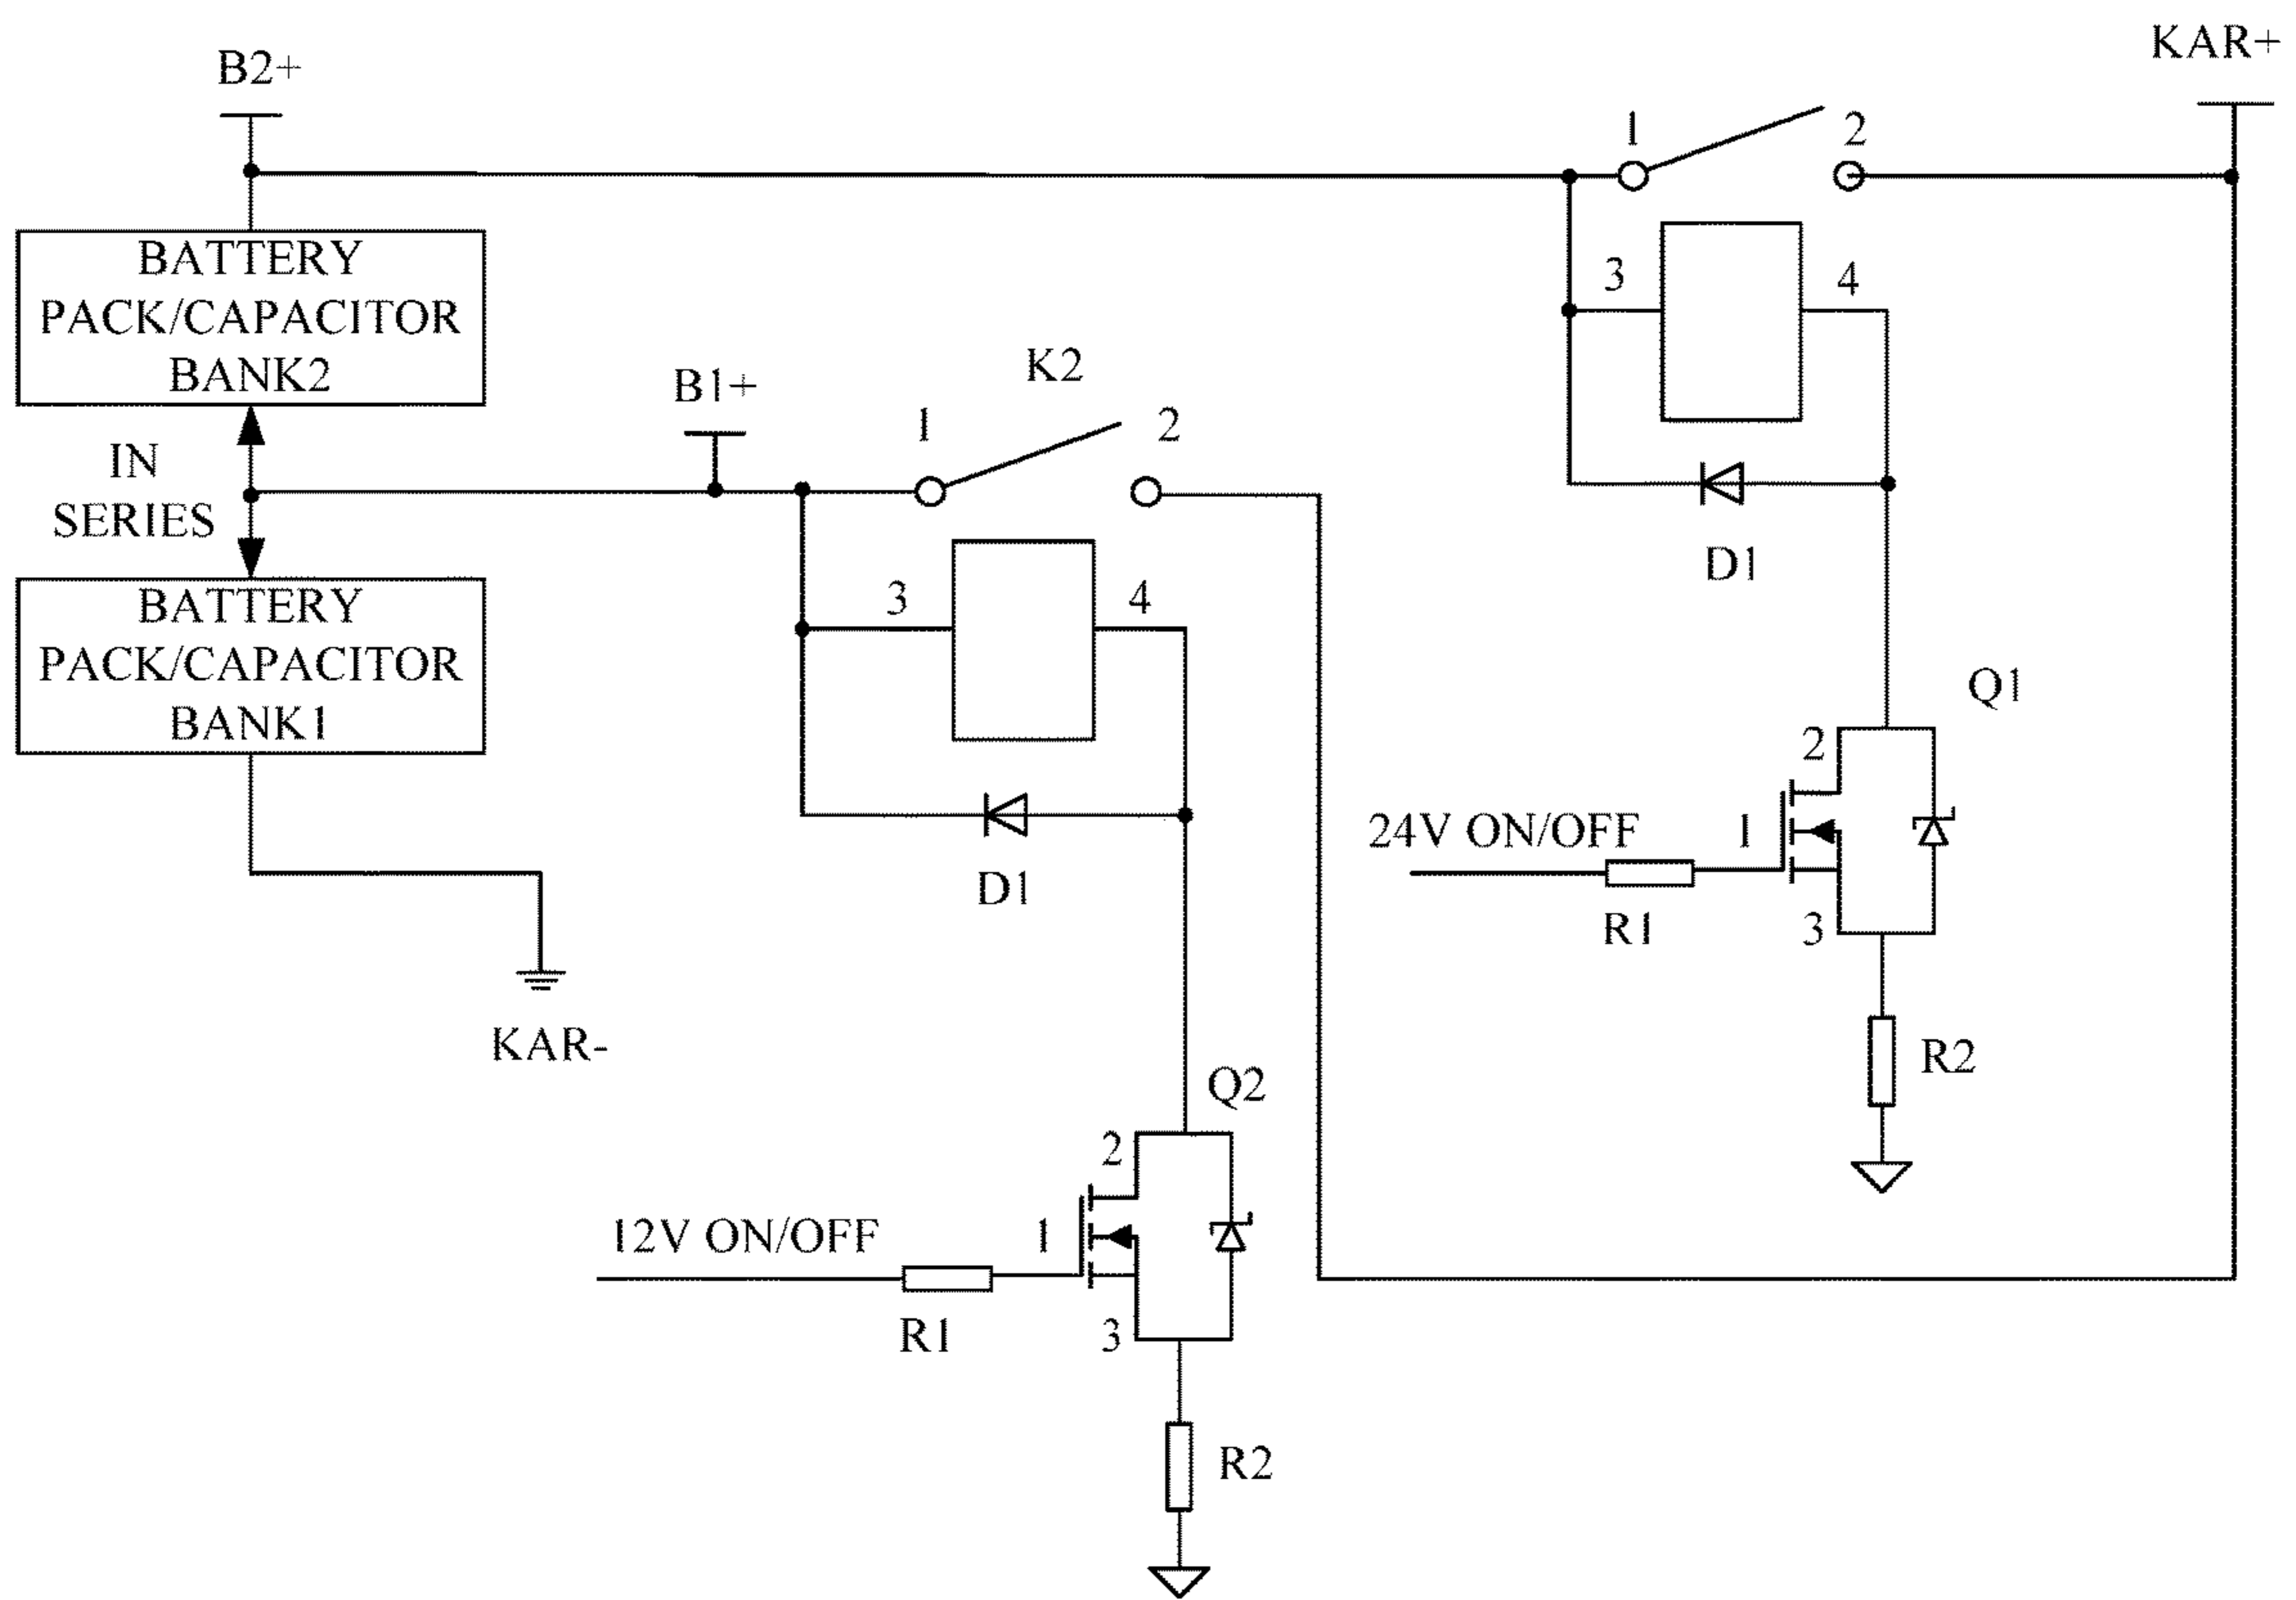 B2+
KAR+
1
2
BATTERY
PACK/CAPACITOR
BANK2
3
4
K2
B1+
1
2
IN
SERIES
D1
BATTERY
PACK/CAPACITOR
BANK1
3
4
Q1
2
24V ON/OFF
1
D1
R1
3
KAR-
R2
Q2
2
12V ON/OFF
1
R1
3
R2